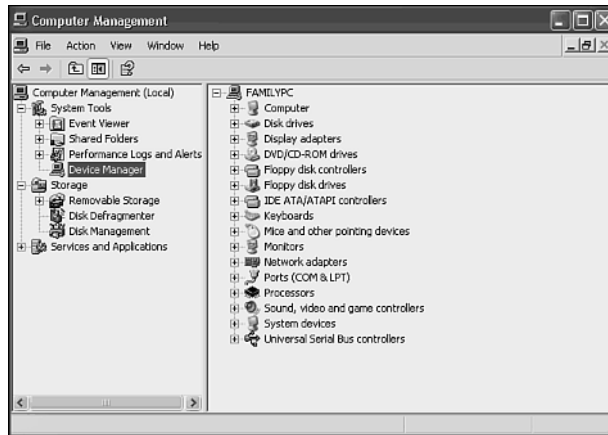 Computer Management
File Action View Window Help
Computer Management (Local)
System Tools
Event Viewer
Shared Folders
Performance Logs and Alerts
Device Manager
Storage
Removable Storage
Disk Defragmenter
Disk Management
Services and Applications
FAMILYPC
Computer
Disk drives
Display adapters
DVD/CD-ROM drives
Floppy disk controllers
Floppy disk drives
IDE ATA/ATAPI controllers
Keyboards
Mice and other pointing devices
Monitors
Network adapters
Ports (COM & LPT)
Processors
Sound, video and game controllers
System devices
Universal Serial Bus controllers